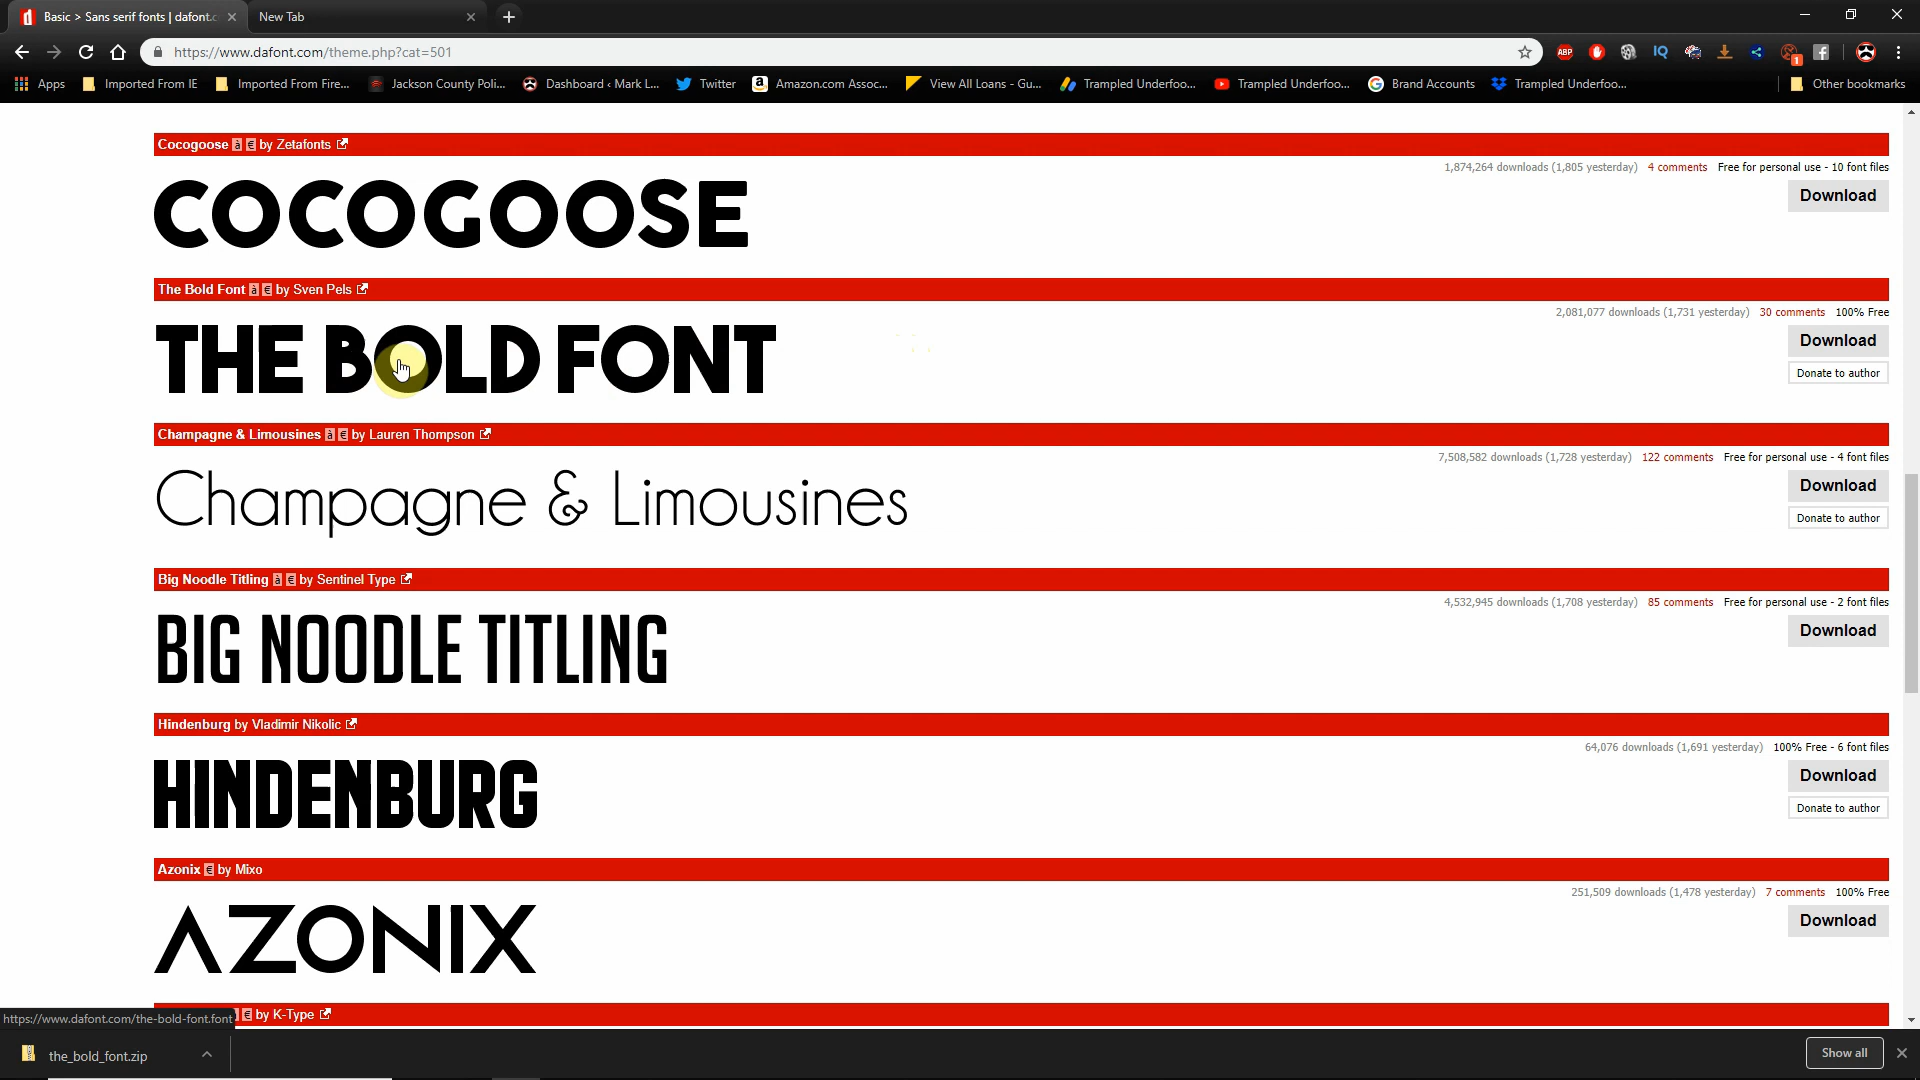 Basic > Sans serif fonts | dafont.c
New Tab
https://www.dafont.com/theme.php?cat=501
ABP
IQ
1
Apps
Imported From IE
Imported From Fire...
Jackson County Poli...
Dashboard ‹ Mark L...
Twitter
Amazon.com Assoc...
View All Loans - Gu...
Trampled Underfoo...
Trampled Underfoo...
Brand Accounts
Trampled Underfoo...
Other bookmarks
Cocogoose à € by Zetafonts
1,874,264 downloads (1,805 yesterday) 4 comments Free for personal use - 10 font files
COCOGOOSE
Download
The Bold Font à € by Sven Pels
2,081,077 downloads (1,731 yesterday) 30 comments 100% Free
THE BOLD FONT
Download
Donate to author
Champagne & Limousines à € by Lauren Thompson
7,508,582 downloads (1,728 yesterday) 122 comments Free for personal use - 4 font files
Champagne & Limousines
Download
Donate to author
Big Noodle Titling à € by Sentinel Type
4,532,945 downloads (1,708 yesterday) 85 comments Free for personal use - 2 font files
BIG NOODLE TITLING
Download
Hindenburg by Vladimir Nikolic
64,076 downloads (1,691 yesterday) 100% Free - 6 font files
HINDENBURG
Download
Donate to author
Azonix € by Mixo
251,509 downloads (1,478 yesterday) 7 comments 100% Free
AZONIX
Download
€ by K-Type
https://www.dafont.com/the-bold-font.font
the_bold_font.zip
Show all